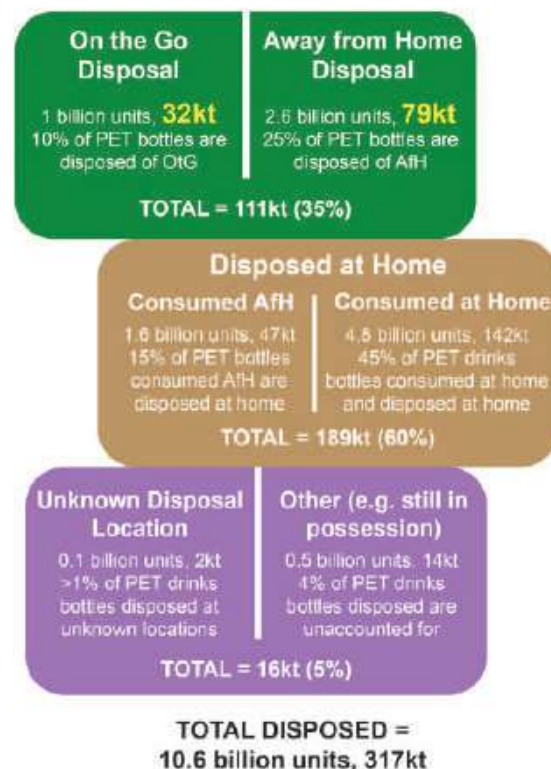 On the Go
Disposal
1 billion units, 32kt
10% of PET bottles are
disposed of OtG
Away from Home
Disposal
2.6 billion units, 79kt
25% of PET bottles are
disposed of AfH
TOTAL = 111kt (35%)
Disposed at Home
Consumed AfH
1.6 billion units, 47kt
15% of PET bottles
consumed AfH are
disposed at home
Consumed at Home
4.8 billion units, 142kt
45% of PET drinks
bottles consumed at home
and disposed at home
TOTAL = 189kt (60%)
Unknown Disposal
Location
0.1 billion units, 2kt
>1% of PET drinks
bottles disposed at
unknown locations
Other (e.g. still in
possession)
0.5 billion units, 14kt
4% of PET drinks
bottles disposed are
unaccounted for
TOTAL = 16kt (5%)
TOTAL DISPOSED =
10.6 billion units, 317kt